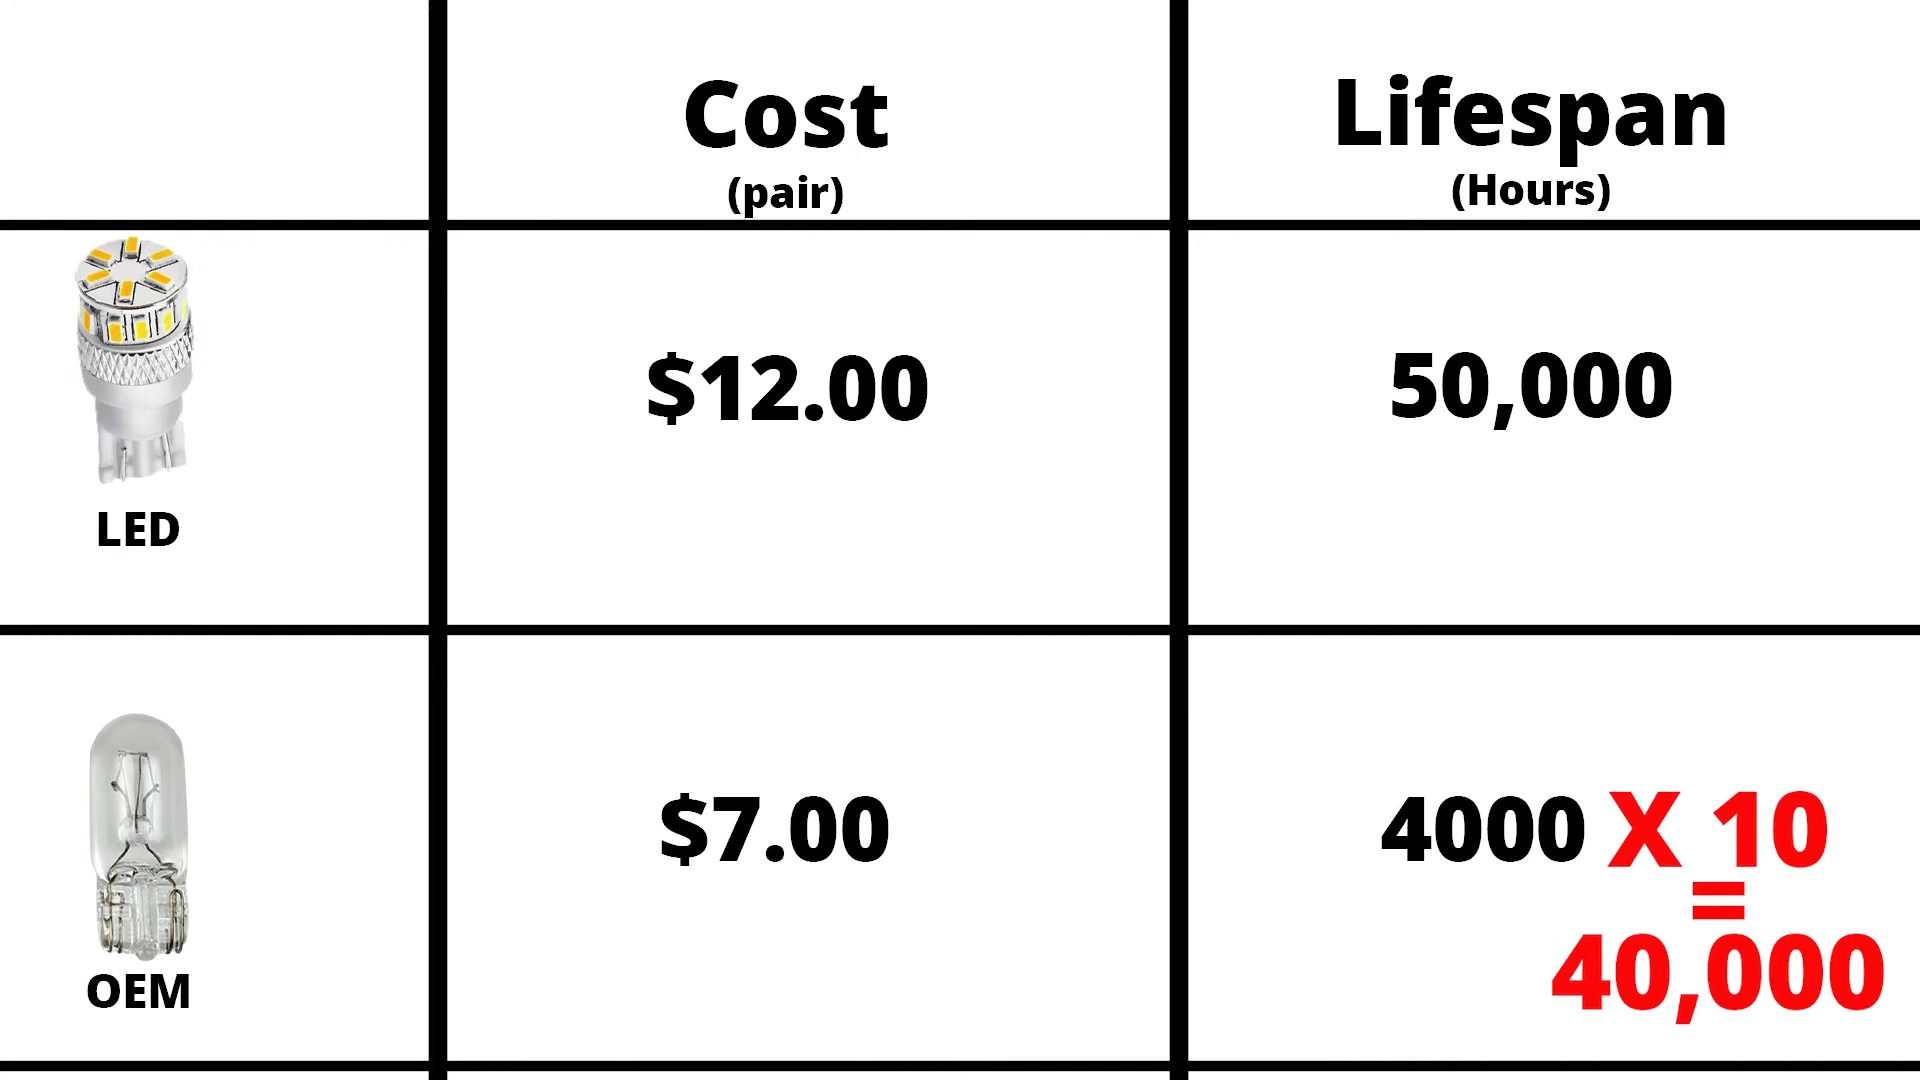 Cost
(pair)
Lifespan
(Hours)
LED
$12.00
50,000
OEM
$7.00
4000 X 10
=
40,000